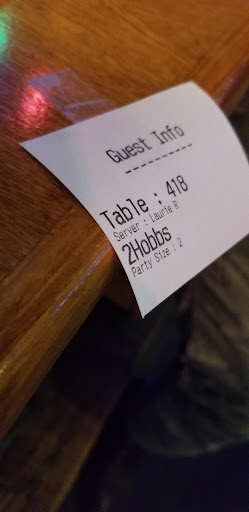 Guest Info
----------
Table : 418
Server : Laurie R
2Hobbs
Party Size : 2